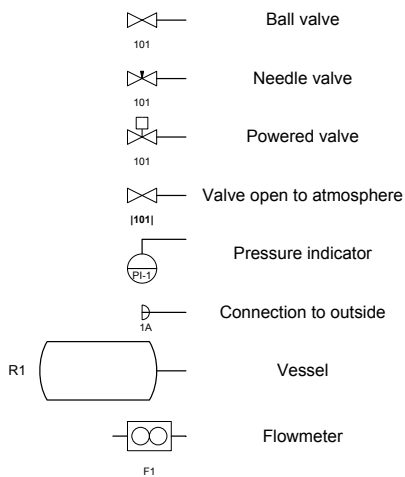 Ball valve
101
Needle valve
101
Powered valve
101
Valve open to atmosphere
|101|
Pressure indicator
PI-1
Connection to outside
1A
R1 Vessel
Flowmeter
F1